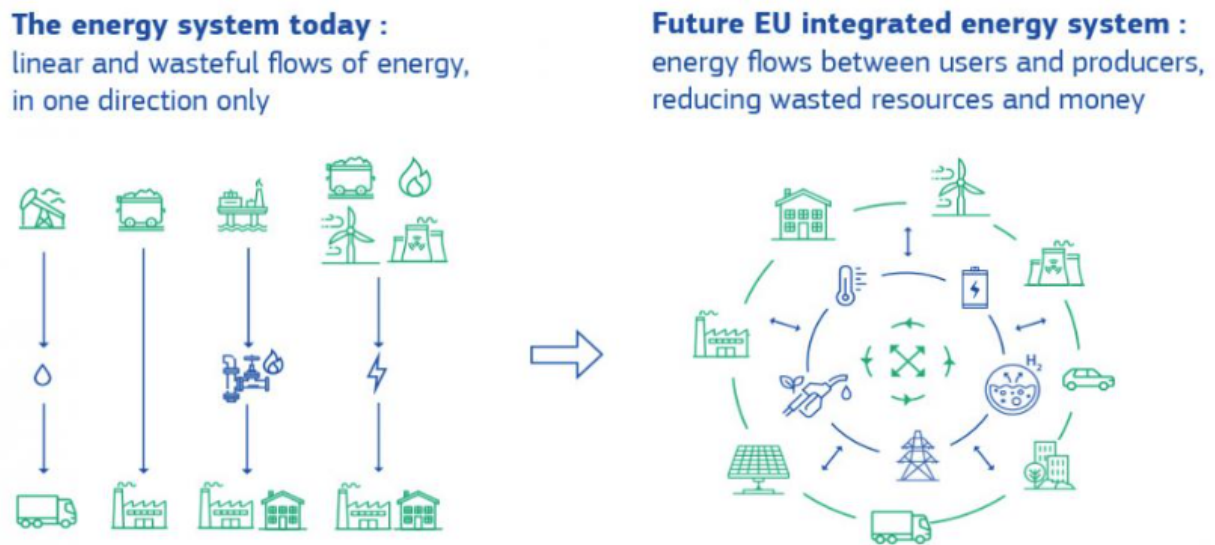 The energy system today :
linear and wasteful flows of energy,
in one direction only
Future EU integrated energy system :
energy flows between users and producers,
reducing wasted resources and money
H₂